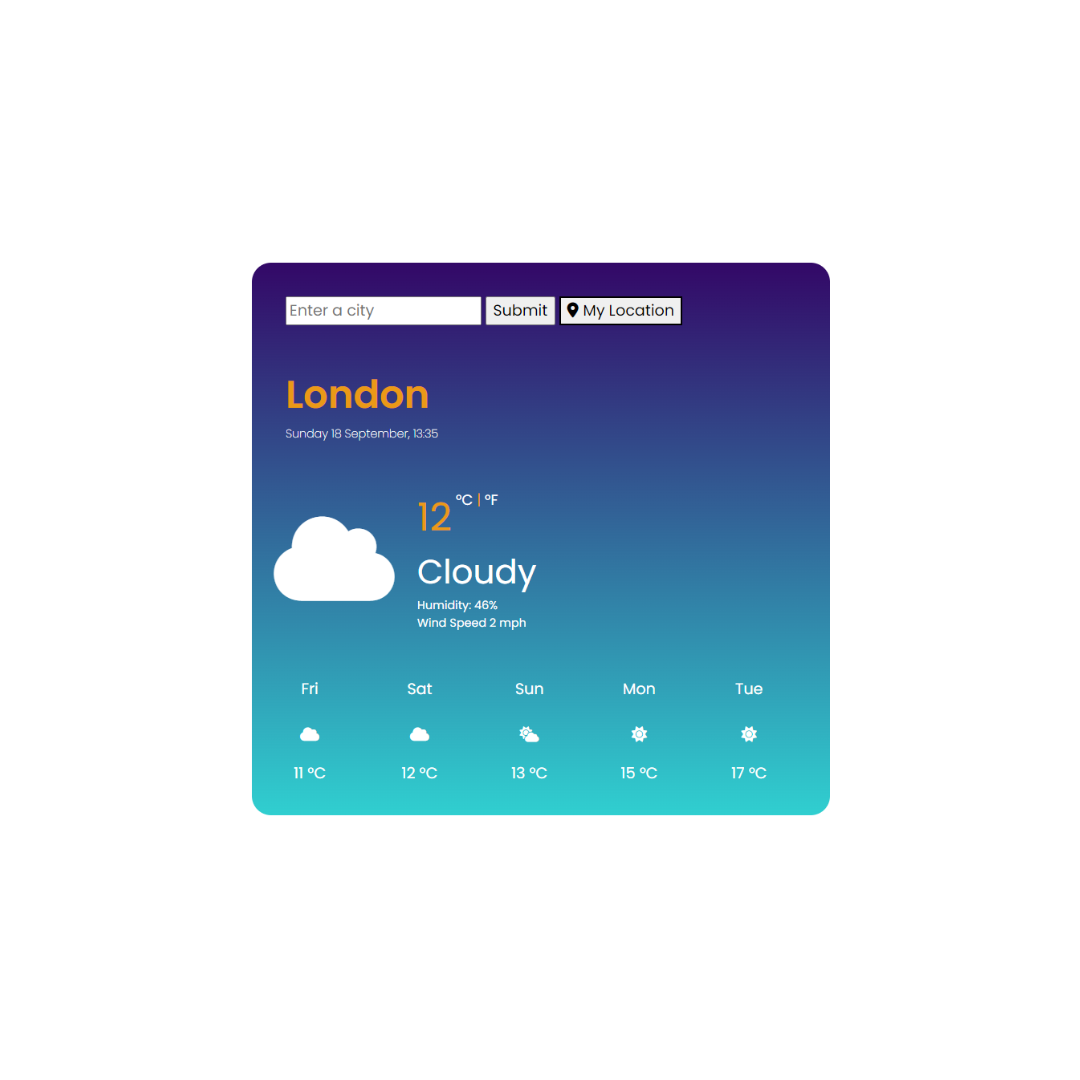 Enter a city Submit My Location
London
Sunday 18 September, 13:35
12 °C | °F
Cloudy
Humidity: 46%
Wind Speed 2 mph
Fri Sat Sun Mon Tue
11 °C 12 °C 13 °C 15 °C 17 °C